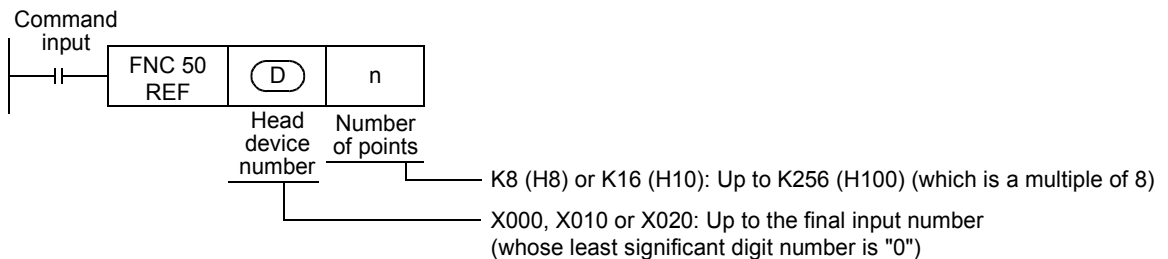 Command
input
FNC 50
REF
D
n
Head
device
number
Number
of points
K8 (H8) or K16 (H10): Up to K256 (H100) (which is a multiple of 8)
X000, X010 or X020: Up to the final input number
(whose least significant digit number is "0")